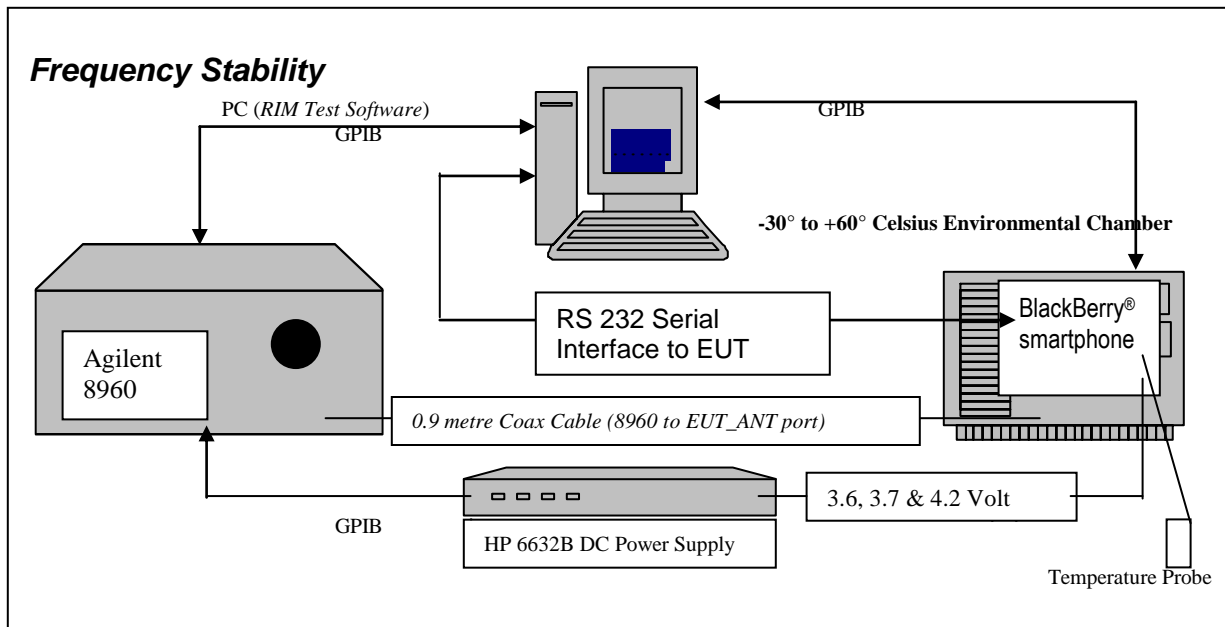 Frequency Stability
PC (RIM Test Software)
GPIB
GPIB
-30° to +60° Celsius Environmental Chamber
BlackBerry®
smartphone
RS 232 Serial
Interface to EUT
Agilent
8960
0.9 metre Coax Cable (8960 to EUT_ANT port)
3.6, 3.7 & 4.2 Volt
GPIB
HP 6632B DC Power Supply
Temperature Probe